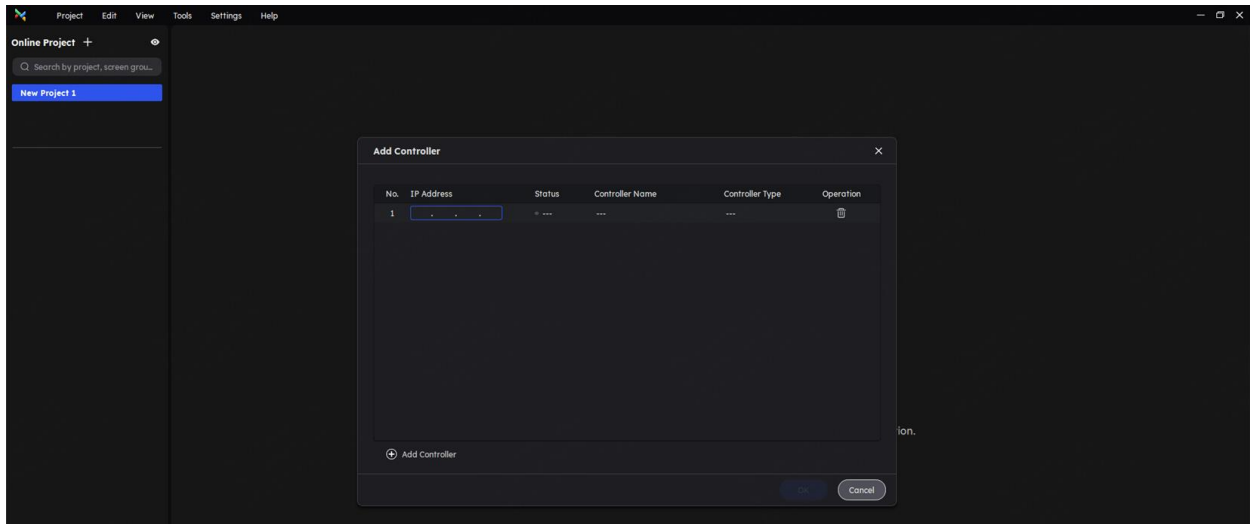 Project Edit View Tools Settings Help
Online Project +
Search by project, screen grou...
New Project 1
Add Controller
No. IP Address Status Controller Name Controller Type Operation
1 . . . --- --- ---
ion.
Add Controller
Ok Cancel